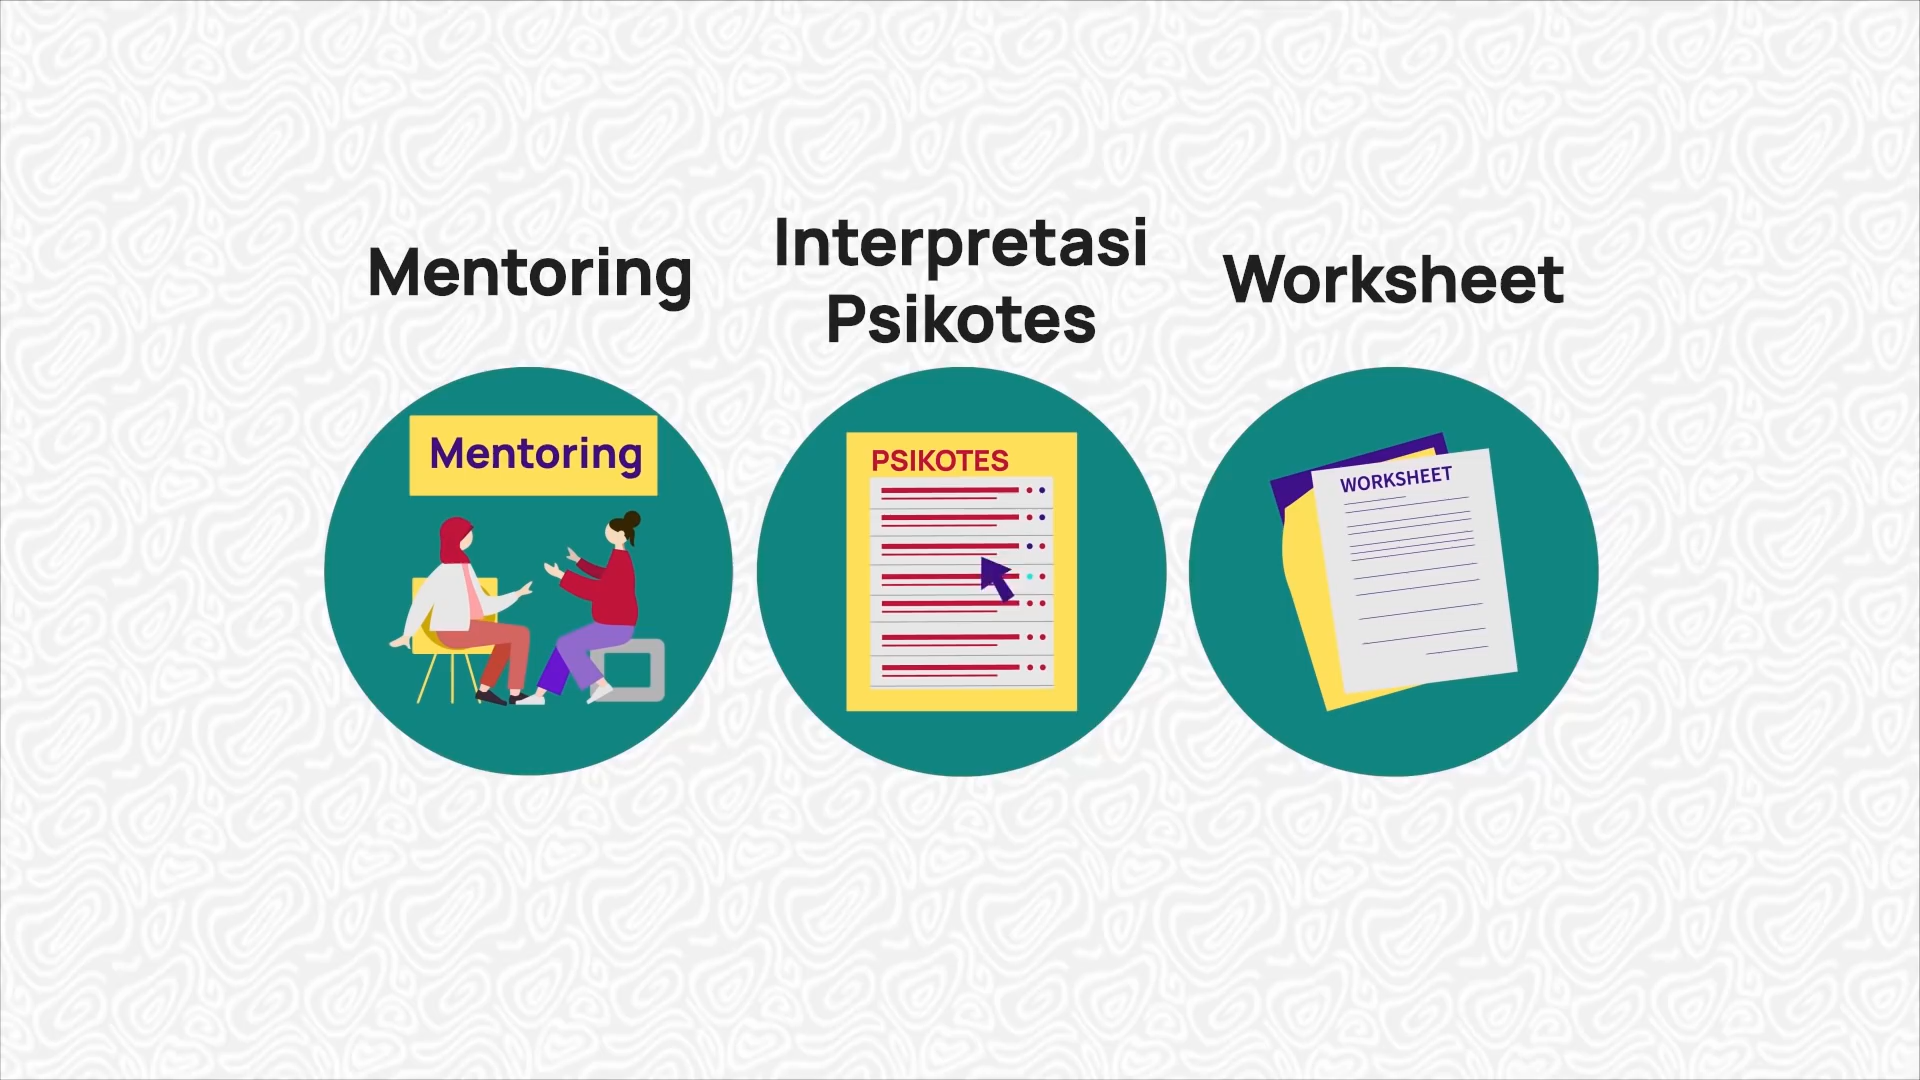 Mentoring
Interpretasi
Psikotes
Worksheet
Mentoring
PSIKOTES
WORKSHEET